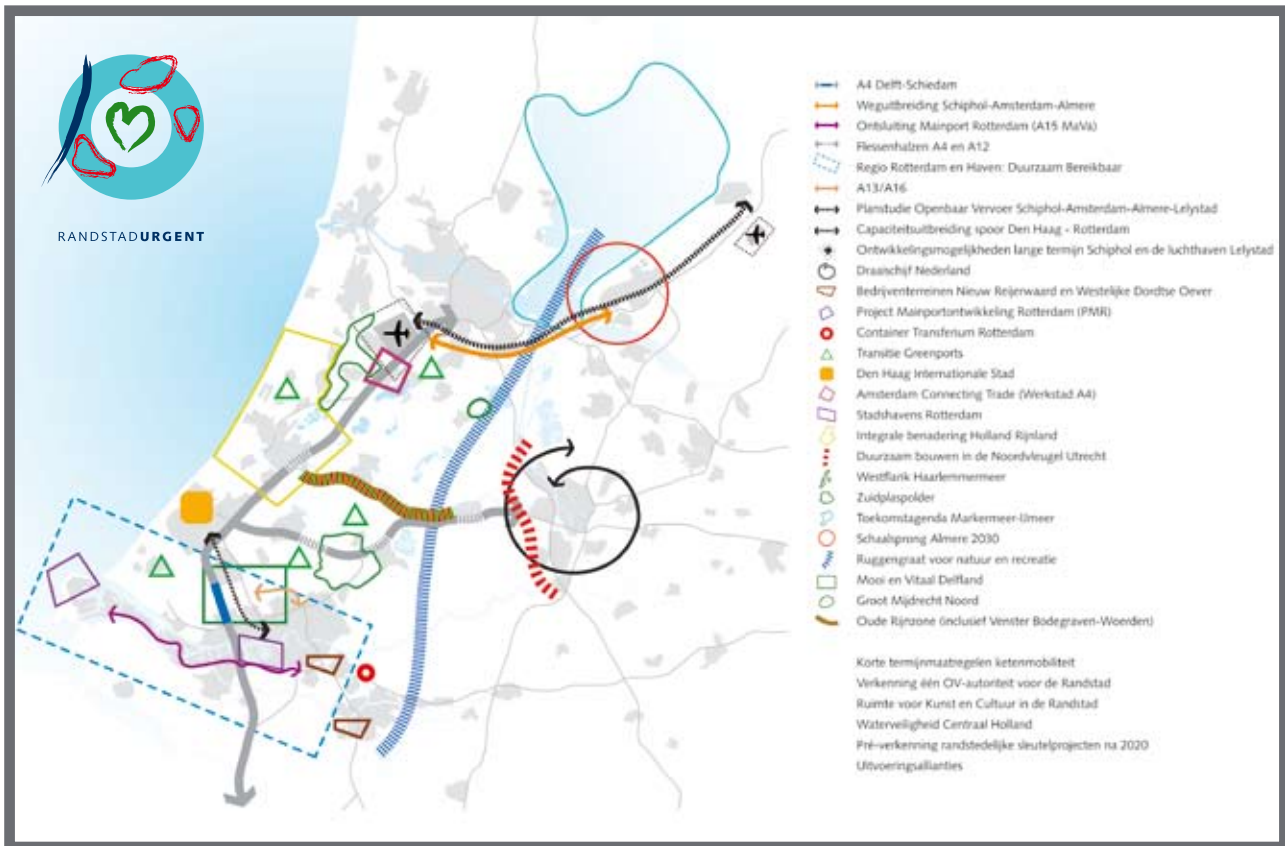 RANDSTADURGENT
A4 Delft-Schiedam
Weguitbreiding Schiphol-Amsterdam-Almere
Ontsluiting Mainport Rotterdam (A15 MaVa)
Flessenhalzen A4 en A12
Regio Rotterdam en Haven: Duurzaam Bereikbaar
A13/A16
Planstudie Openbaar Vervoer Schiphol-Amsterdam-Almere-Lelystad
Capaciteitsuitbreiding spoor Den Haag - Rotterdam
Ontwikkelingsmogelijkheden lange termijn Schiphol en de luchthaven Lelystad
Draaischijf Nederland
Bedrijventerreinen Nieuw Reijerwaard en Westelijke Dordtse Oever
Project Mainportontwikkeling Rotterdam (PMR)
Container Transferium Rotterdam
Transitie Greenports
Den Haag Internationale Stad
Amsterdam Connecting Trade (Werkstad A4)
Stadshavens Rotterdam
Integrale benadering Holland Rijnland
Duurzaam bouwen in de Noordvleugel Utrecht
Westflank Haarlemmermeer
Zuidplaspolder
Toekomstagenda Markermeer-IJmeer
Schaalsprong Almere 2030
Ruggengraat voor natuur en recreatie
Mooi en Vitaal Delfland
Groot Mijdrecht Noord
Oude Rijnzone (inclusief Venster Bodegraven-Woerden)
Korte termijnmaatregelen ketenmobiliteit
Verkenning één OV-autoriteit voor de Randstad
Ruimte voor Kunst en Cultuur in de Randstad
Waterveiligheid Centraal Holland
Pré-verkenning randstedelijke sleutelprojecten na 2020
Uitvoeringsallianties